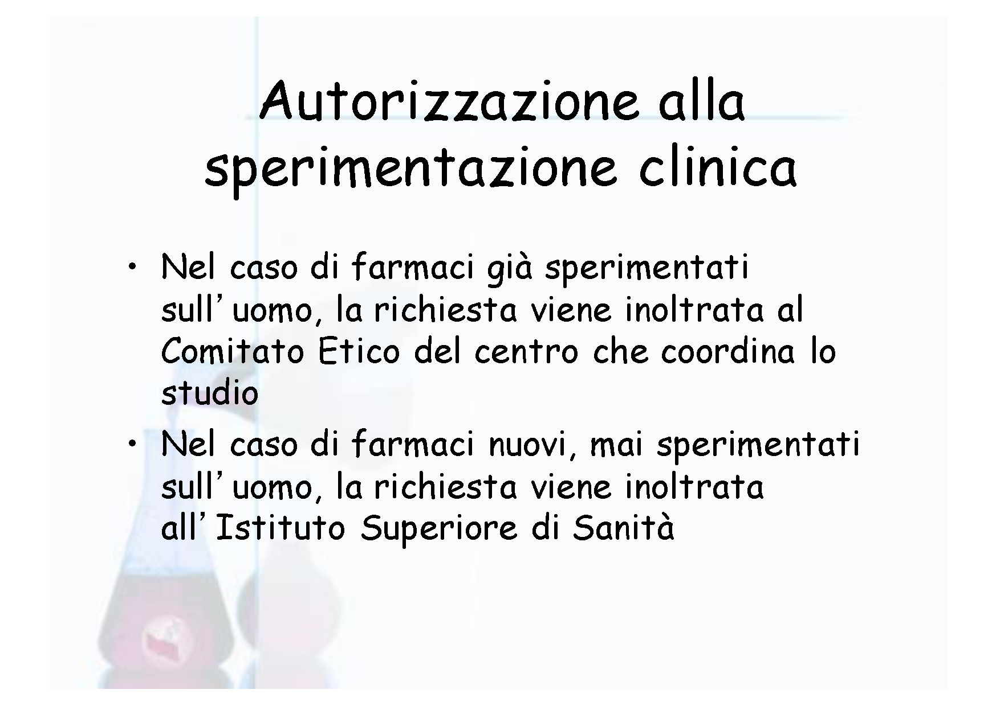 Autorizzazione alla
sperimentazione clinica
• Nel caso di farmaci già sperimentati
sull’uomo, la richiesta viene inoltrata al
Comitato Etico del centro che coordina lo
studio
• Nel caso di farmaci nuovi, mai sperimentati
sull’uomo, la richiesta viene inoltrata
all’Istituto Superiore di Sanità